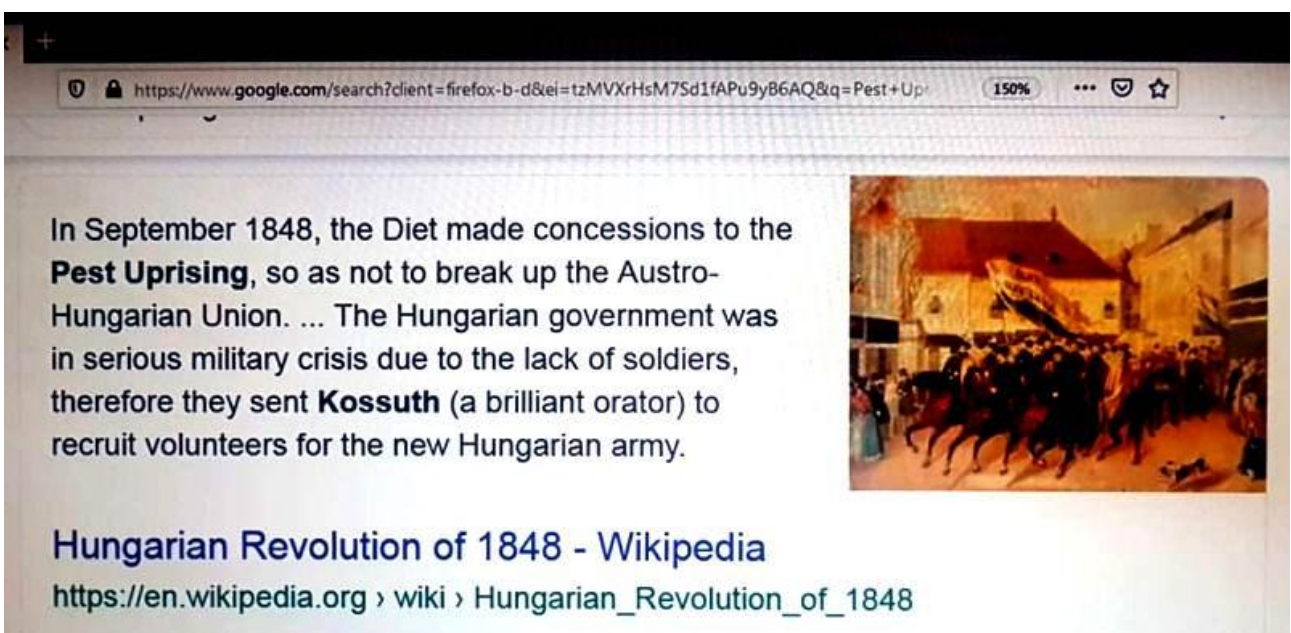 +
https://www.google.com/search?client=firefox-b-d&ei=tzMVXrHsM7Sd1fAPu9yB6AQ&q=Pest+Up
150%
In September 1848, the Diet made concessions to the
Pest Uprising, so as not to break up the Austro-
Hungarian Union. ... The Hungarian government was
in serious military crisis due to the lack of soldiers,
therefore they sent Kossuth (a brilliant orator) to
recruit volunteers for the new Hungarian army.
Hungarian Revolution of 1848 - Wikipedia
https://en.wikipedia.org › wiki › Hungarian_Revolution_of_1848